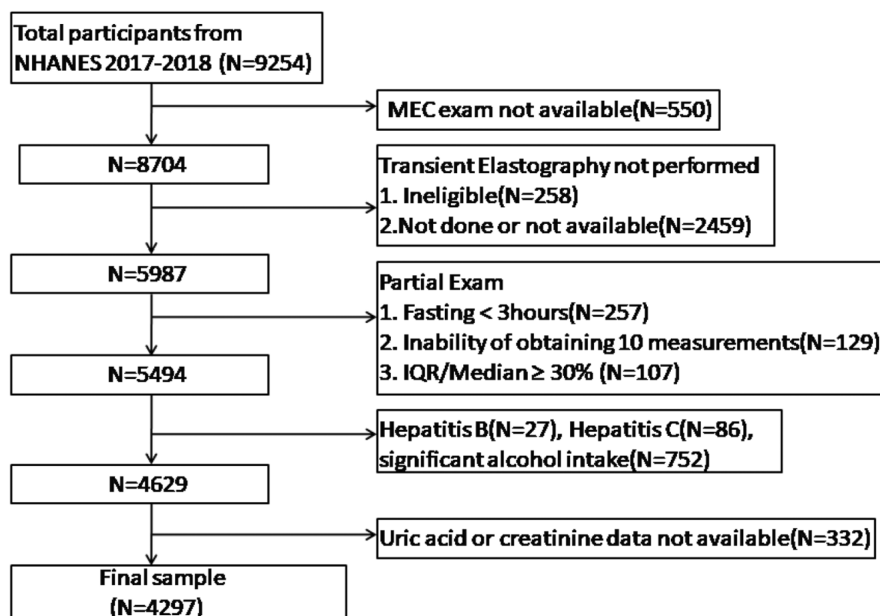 Total participants from
NHANES 2017-2018 (N=9254)
MEC exam not available(N=550)
N=8704
Transient Elastography not performed
1. Ineligible(N=258)
2.Not done or not available(N=2459)
N=5987
Partial Exam
1. Fasting < 3hours(N=257)
2. Inability of obtaining 10 measurements(N=129)
3. IQR/Median ≥ 30% (N=107)
N=5494
Hepatitis B(N=27), Hepatitis C(N=86),
significant alcohol intake(N=752)
N=4629
Uric acid or creatinine data not available(N=332)
Final sample
(N=4297)